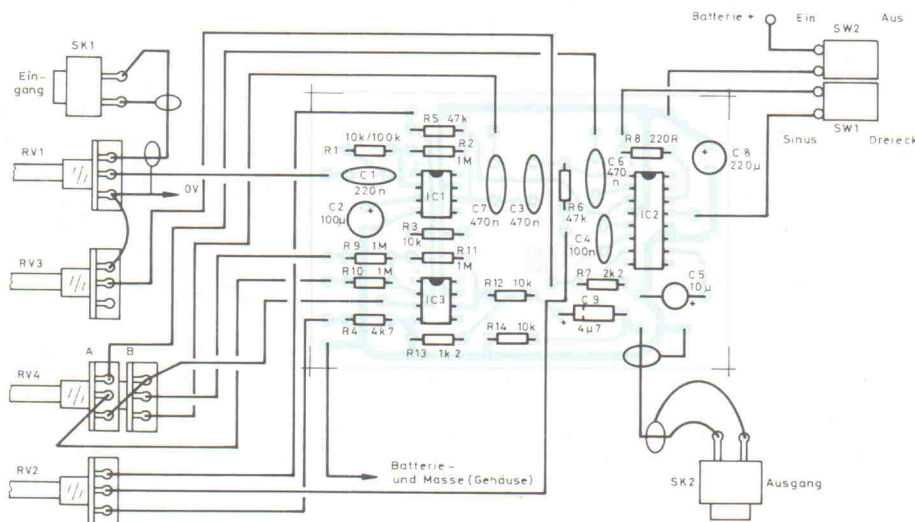 Batterie + Ein Aus
SW2
SK1
Eingang
SW1
Sinus Dreieck
R5 47k
10k/100k
R1
R2
1M
R8 220R
C8
220µ
RV1
C1
220n
IC1
C6
470
n
IC2
0V
C2
100µ
C7
470n
C3
470n
R6
47k
R3
10k
C4
100n
RV3
R9 1M
R11
1M
R10 1M
IC3
R12 10k
R7 2k2
C5
10µ
+
C9
4µ7
+
R4 4k7
R13 1k2
R14 10k
A B
RV4
RV2
Batterie –
und Masse (Gehäuse)
SK2 Ausgang